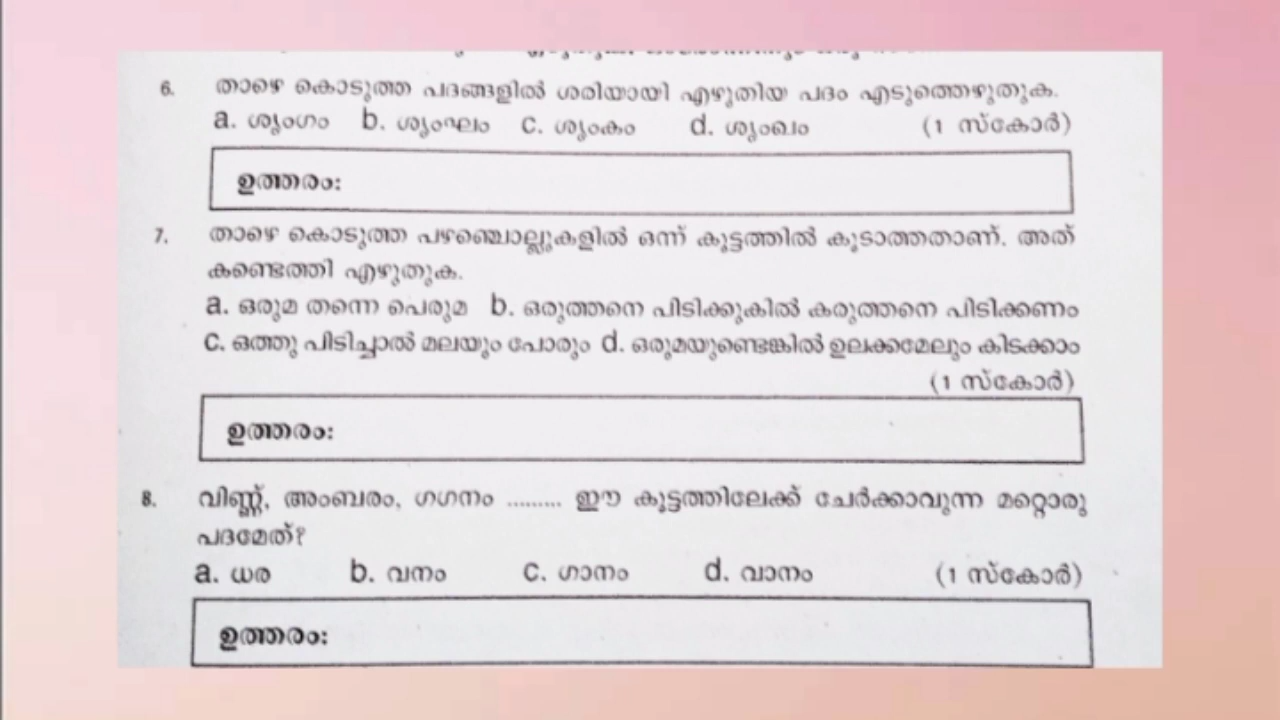 6. താഴെ കൊടുത്ത പദങ്ങളിൽ ശരിയായി എഴുതിയ പദം എടുത്തെഴുതുക.
a. ശൃംഗം b. ശൃംഘം c. ശൃംകം d. ശൃംഖം (1 സ്കോർ)
ഉത്തരം:
7. താഴെ കൊടുത്ത പഴഞ്ചൊല്ലുകളിൽ ഒന്ന് കൂട്ടത്തിൽ കൂടാത്തതാണ്. അത്
കണ്ടെത്തി എഴുതുക.
a. ഒരുമ തന്നെ പെരുമ b. ഒരുത്തനെ പിടിക്കുകിൽ കരുത്തനെ പിടിക്കണം
c. ഒത്തു പിടിച്ചാൽ മലയും പോരും d. ഒരുമയുണ്ടെങ്കിൽ ഉലക്കമേലും കിടക്കാം
(1 സ്കോർ)
ഉത്തരം:
8. വിണ്ണ്, അംബരം, ഗഗനം ......... ഈ കൂട്ടത്തിലേക്ക് ചേർക്കാവുന്ന മറ്റൊരു
പദമേത്?
a. ധര b. വനം c. ഗാനം d. വാനം (1 സ്കോർ)
ഉത്തരം: